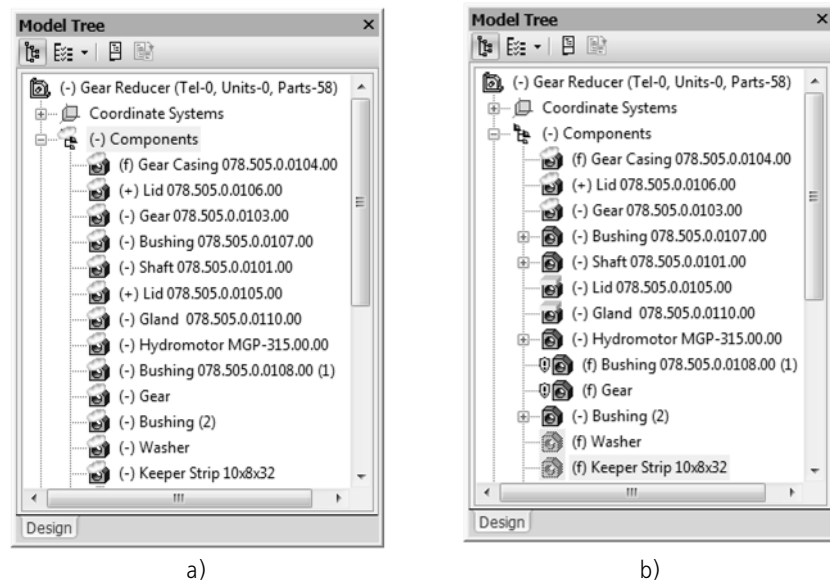 Model Tree
(-) Gear Reducer (Tel-0, Units-0, Parts-58)
Coordinate Systems
(-) Components
(f) Gear Casing 078.505.0.0104.00
(+) Lid 078.505.0.0106.00
(-) Gear 078.505.0.0103.00
(-) Bushing 078.505.0.0107.00
(-) Shaft 078.505.0.0101.00
(+) Lid 078.505.0.0105.00
(-) Gland 078.505.0.0110.00
(-) Hydromotor MGP-315.00.00
(-) Bushing 078.505.0.0108.00 (1)
(-) Gear
(-) Bushing (2)
(-) Washer
(-) Keeper Strip 10x8x32
Design
a)
Model Tree
(-) Gear Reducer (Tel-0, Units-0, Parts-58)
Coordinate Systems
(-) Components
(f) Gear Casing 078.505.0.0104.00
(+) Lid 078.505.0.0106.00
(-) Gear 078.505.0.0103.00
(-) Bushing 078.505.0.0107.00
(-) Shaft 078.505.0.0101.00
(-) Lid 078.505.0.0105.00
(-) Gland 078.505.0.0110.00
(-) Hydromotor MGP-315.00.00
(f) Bushing 078.505.0.0108.00 (1)
(f) Gear
(-) Bushing (2)
(f) Washer
(f) Keeper Strip 10x8x32
Design
b)